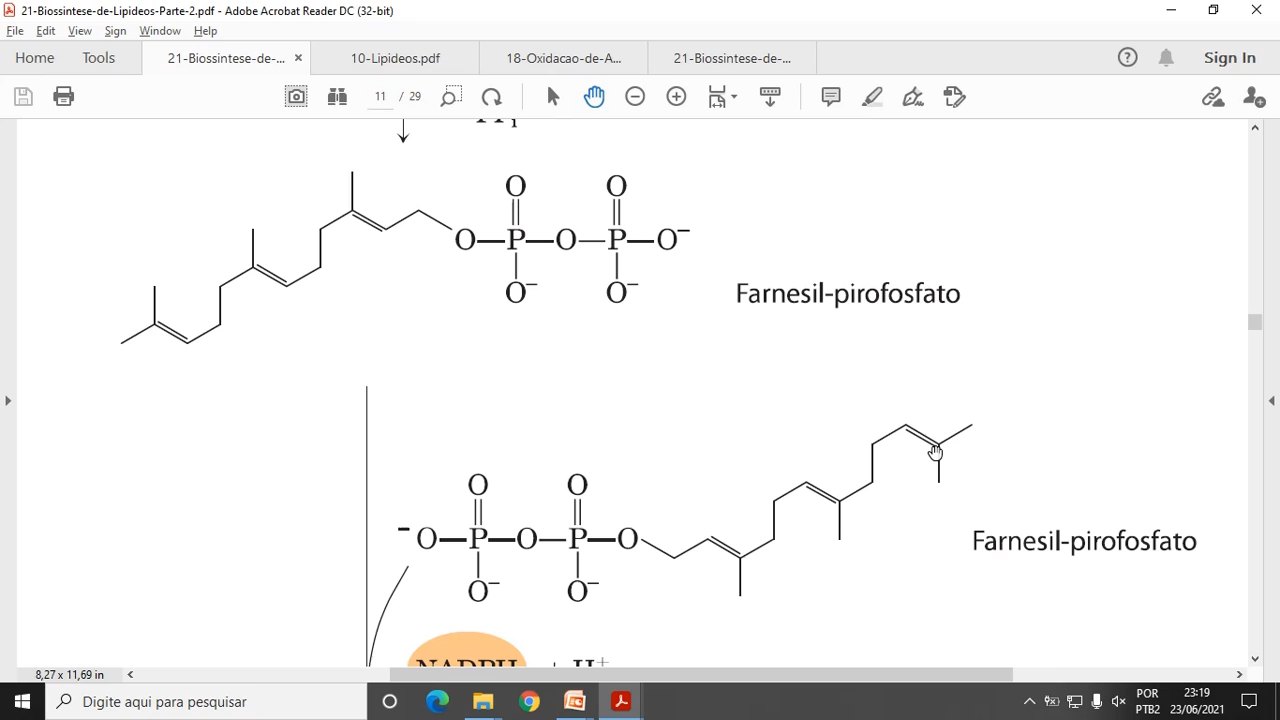 21-Biossintese-de-Lipideos-Parte-2.pdf - Adobe Acrobat Reader DC (32-bit)
File Edit View Sign Window Help
Home Tools 21-Biossintese-de-... × 10-Lipideos.pdf 18-Oxidacao-de-A... 21-Biossintese-de-... Sign In
11 / 29
O O
O—P—O—P—O⁻
O⁻ O⁻
Farnesil-pirofosfato
O O
⁻O—P—O—P—O
O⁻ O⁻
Farnesil-pirofosfato
NADPH + H⁺
8,27 x 11,69 in
Digite aqui para pesquisar
POR 23:19
PTB2 23/06/2021